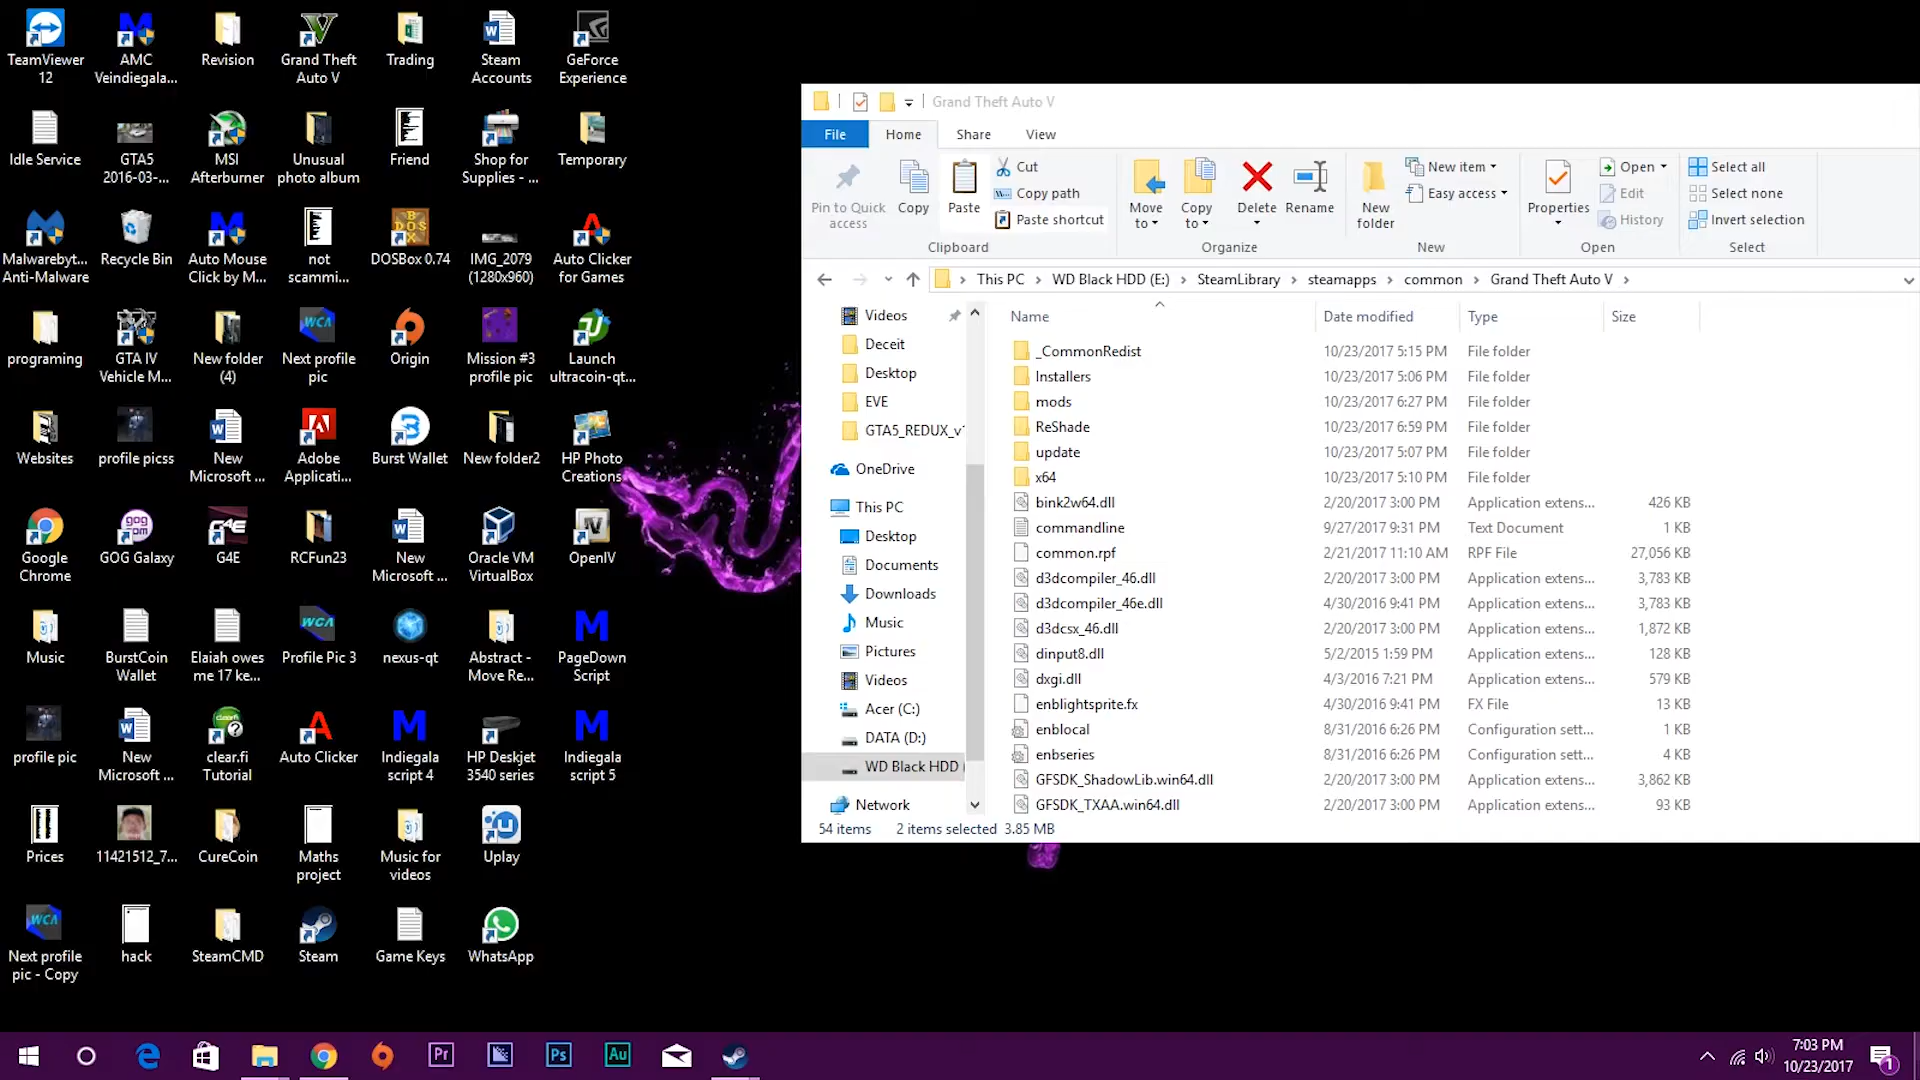 TeamViewer
12
AMC
Veindiegala...
Revision
Grand Theft
Auto V
Trading
Steam
Accounts
GeForce
Experience
Idle Service
GTA5
2016-03-...
MSI
Afterburner
Unusual
photo album
Friend
Shop for
Supplies - ...
Temporary
Malwarebyt...
Anti-Malware
Recycle Bin
Auto Mouse
Click by M...
not
scammi...
DOSBox 0.74
IMG_2079
(1280x960)
Auto Clicker
for Games
programing
GTA IV
Vehicle M...
New folder
(4)
WCA
Next profile
pic
Origin
Mission #3
profile pic
Launch
ultracoin-qt...
Websites
profile picss
New
Microsoft ...
Adobe
Applicati...
Burst Wallet
New folder2
HP Photo
Creations
Google
Chrome
GOG Galaxy
G4E
RCFun23
New
Microsoft ...
Oracle VM
VirtualBox
OpenIV
Music
BurstCoin
Wallet
Elaiah owes
me 17 ke...
WCA
Profile Pic 3
nexus-qt
Abstract -
Move Re...
PageDown
Script
profile pic
New
Microsoft ...
clear.fi
Tutorial
Auto Clicker
Indiegala
script 4
HP Deskjet
3540 series
Indiegala
script 5
Prices
11421512_7...
CureCoin
Maths
project
Music for
videos
Uplay
WCA
Next profile
pic - Copy
hack
SteamCMD
Steam
Game Keys
WhatsApp
Grand Theft Auto V
File
Home
Share
View
Pin to Quick
access
Copy
Paste
Cut
Copy path
Paste shortcut
Clipboard
Move
to
Copy
to
Delete
Rename
Organize
New
folder
New item
Easy access
New
Properties
Open
Edit
History
Open
Select all
Select none
Invert selection
Select
This PC
WD Black HDD (E:)
SteamLibrary
steamapps
common
Grand Theft Auto V
Videos
Deceit
Desktop
EVE
GTA5_REDUX_v
OneDrive
This PC
Desktop
Documents
Downloads
Music
Pictures
Videos
Acer (C:)
DATA (D:)
WD Black HDD (
Network
Name Date modified Type Size
_CommonRedist 10/23/2017 5:15 PM File folder
Installers 10/23/2017 5:06 PM File folder
mods 10/23/2017 6:27 PM File folder
ReShade 10/23/2017 6:59 PM File folder
update 10/23/2017 5:07 PM File folder
x64 10/23/2017 5:10 PM File folder
bink2w64.dll 2/20/2017 3:00 PM Application extens... 426 KB
commandline 9/27/2017 9:31 PM Text Document 1 KB
common.rpf 2/21/2017 11:10 AM RPF File 27,056 KB
d3dcompiler_46.dll 2/20/2017 3:00 PM Application extens... 3,783 KB
d3dcompiler_46e.dll 4/30/2016 9:41 PM Application extens... 3,783 KB
d3dcsx_46.dll 2/20/2017 3:00 PM Application extens... 1,872 KB
dinput8.dll 5/2/2015 1:59 PM Application extens... 128 KB
dxgi.dll 4/3/2016 7:21 PM Application extens... 579 KB
enblightsprite.fx 4/30/2016 9:41 PM FX File 13 KB
enblocal 8/31/2016 6:26 PM Configuration sett... 1 KB
enbseries 8/31/2016 6:26 PM Configuration sett... 4 KB
GFSDK_ShadowLib.win64.dll 2/20/2017 3:00 PM Application extens... 3,862 KB
GFSDK_TXAA.win64.dll 2/20/2017 3:00 PM Application extens... 93 KB
54 items 2 items selected 3.85 MB
Pr
Ps
Au
7:03 PM
10/23/2017
1